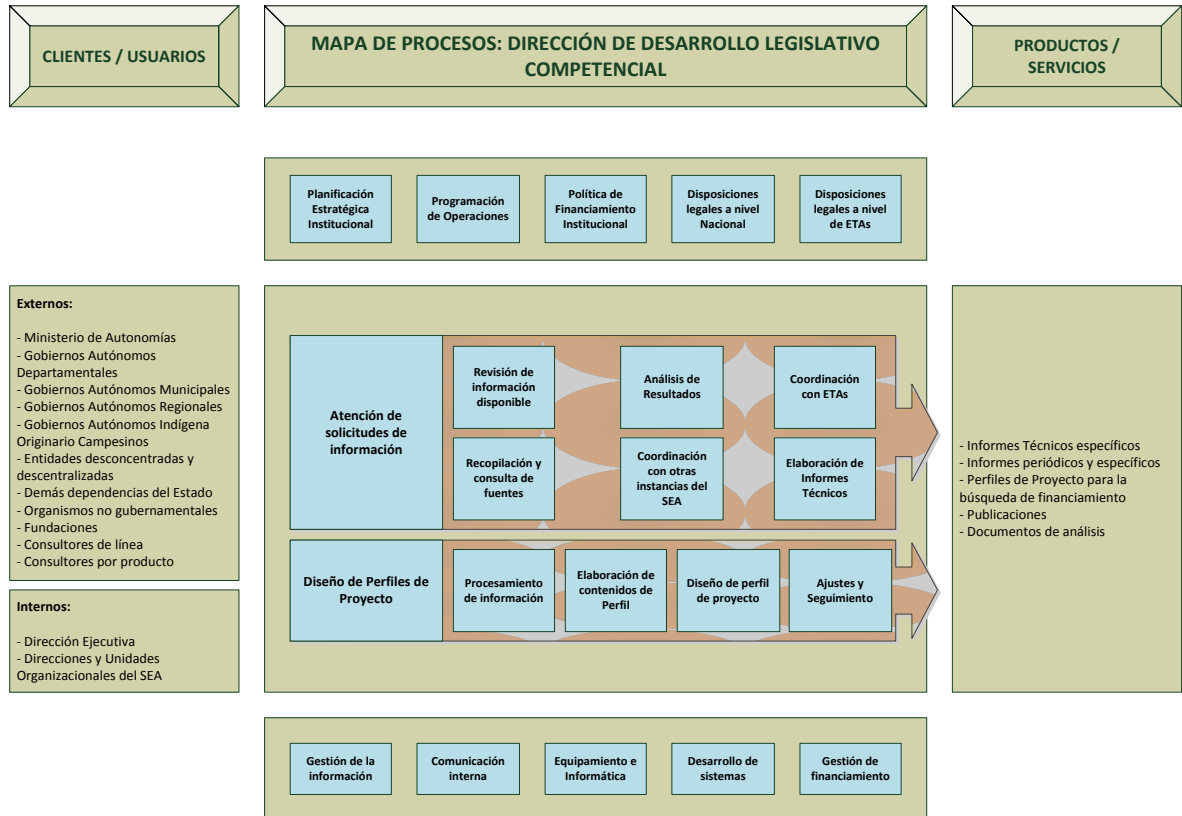 CLIENTES / USUARIOS
MAPA DE PROCESOS: DIRECCIÓN DE DESARROLLO LEGISLATIVO
COMPETENCIAL
PRODUCTOS /
SERVICIOS
Planificación
Estratégica
Institucional
Programación
de Operaciones
Política de
Financiamiento
Institucional
Disposiciones
legales a nivel
Nacional
Disposiciones
legales a nivel
de ETAs
Externos:
- Ministerio de Autonomías
- Gobiernos Autónomos
Departamentales
- Gobiernos Autónomos Municipales
- Gobiernos Autónomos Regionales
- Gobiernos Autónomos Indígena
Originario Campesinos
- Entidades desconcentradas y
descentralizadas
- Demás dependencias del Estado
- Organismos no gubernamentales
- Fundaciones
- Consultores de línea
- Consultores por producto
Internos:
- Dirección Ejecutiva
- Direcciones y Unidades
Organizacionales del SEA
Atención de
solicitudes de
información
Revisión de
información
disponible
Análisis de
Resultados
Coordinación
con ETAs
Recopilación y
consulta de
fuentes
Coordinación
con otras
instancias del
SEA
Elaboración de
Informes
Técnicos
Diseño de Perfiles de
Proyecto
Procesamiento
de información
Elaboración de
contenidos de
Perfil
Diseño de perfil
de proyecto
Ajustes y
Seguimiento
- Informes Técnicos específicos
- Informes periódicos y específicos
- Perfiles de Proyecto para la
búsqueda de financiamiento
- Publicaciones
- Documentos de análisis
Gestión de la
información
Comunicación
interna
Equipamiento e
Informática
Desarrollo de
sistemas
Gestión de
financiamiento